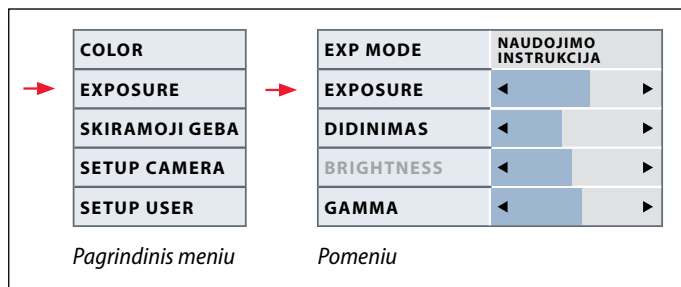 COLOR
EXPOSURE
SKIRAMOJI GEBA
SETUP CAMERA
SETUP USER
Pagrindinis meniu
EXP MODE
NAUDOJIMO
INSTRUKCIJA
EXPOSURE
DIDINIMAS
BRIGHTNESS
GAMMA
Pomeniu